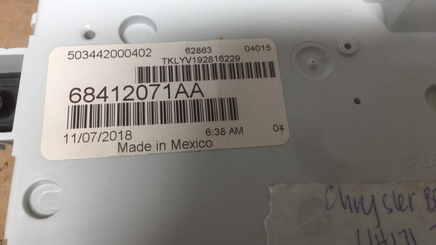 503442000402 62863 04015
TKLYV192816229
68412071AA
11/07/2018 6:38 AM 04
Made in Mexico
Chrysler